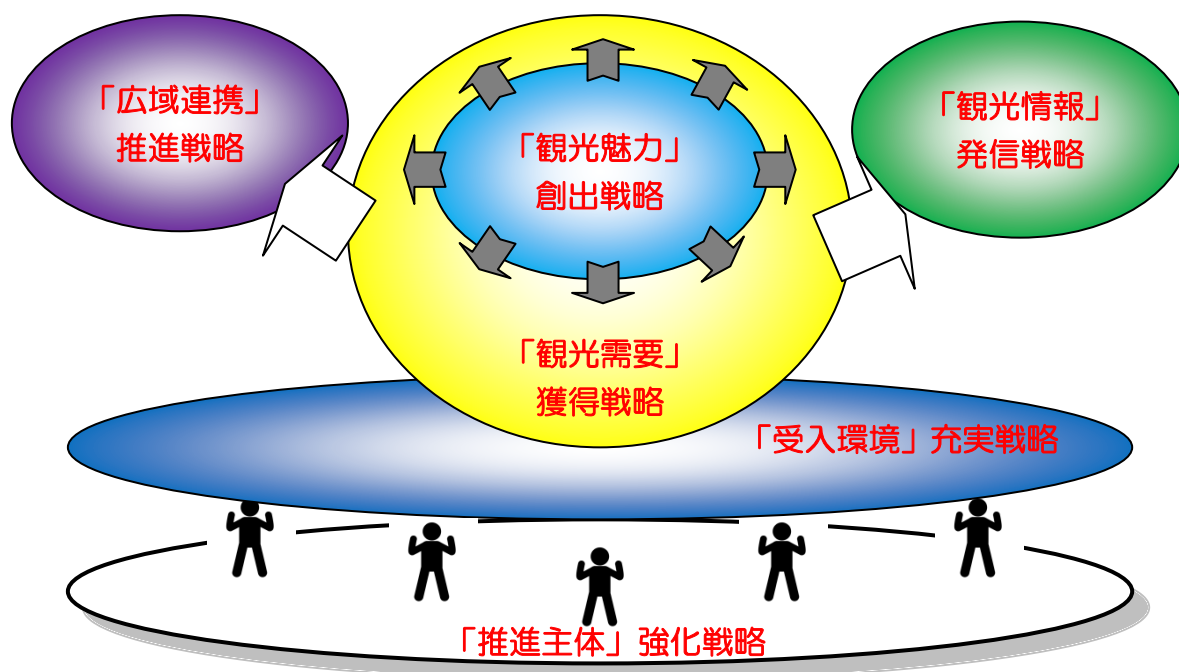 「広域連携」
推進戦略
「観光魅力」
創出戦略
「観光情報」
発信戦略
「観光需要」
獲得戦略
「受入環境」充実戦略
「推進主体」強化戦略